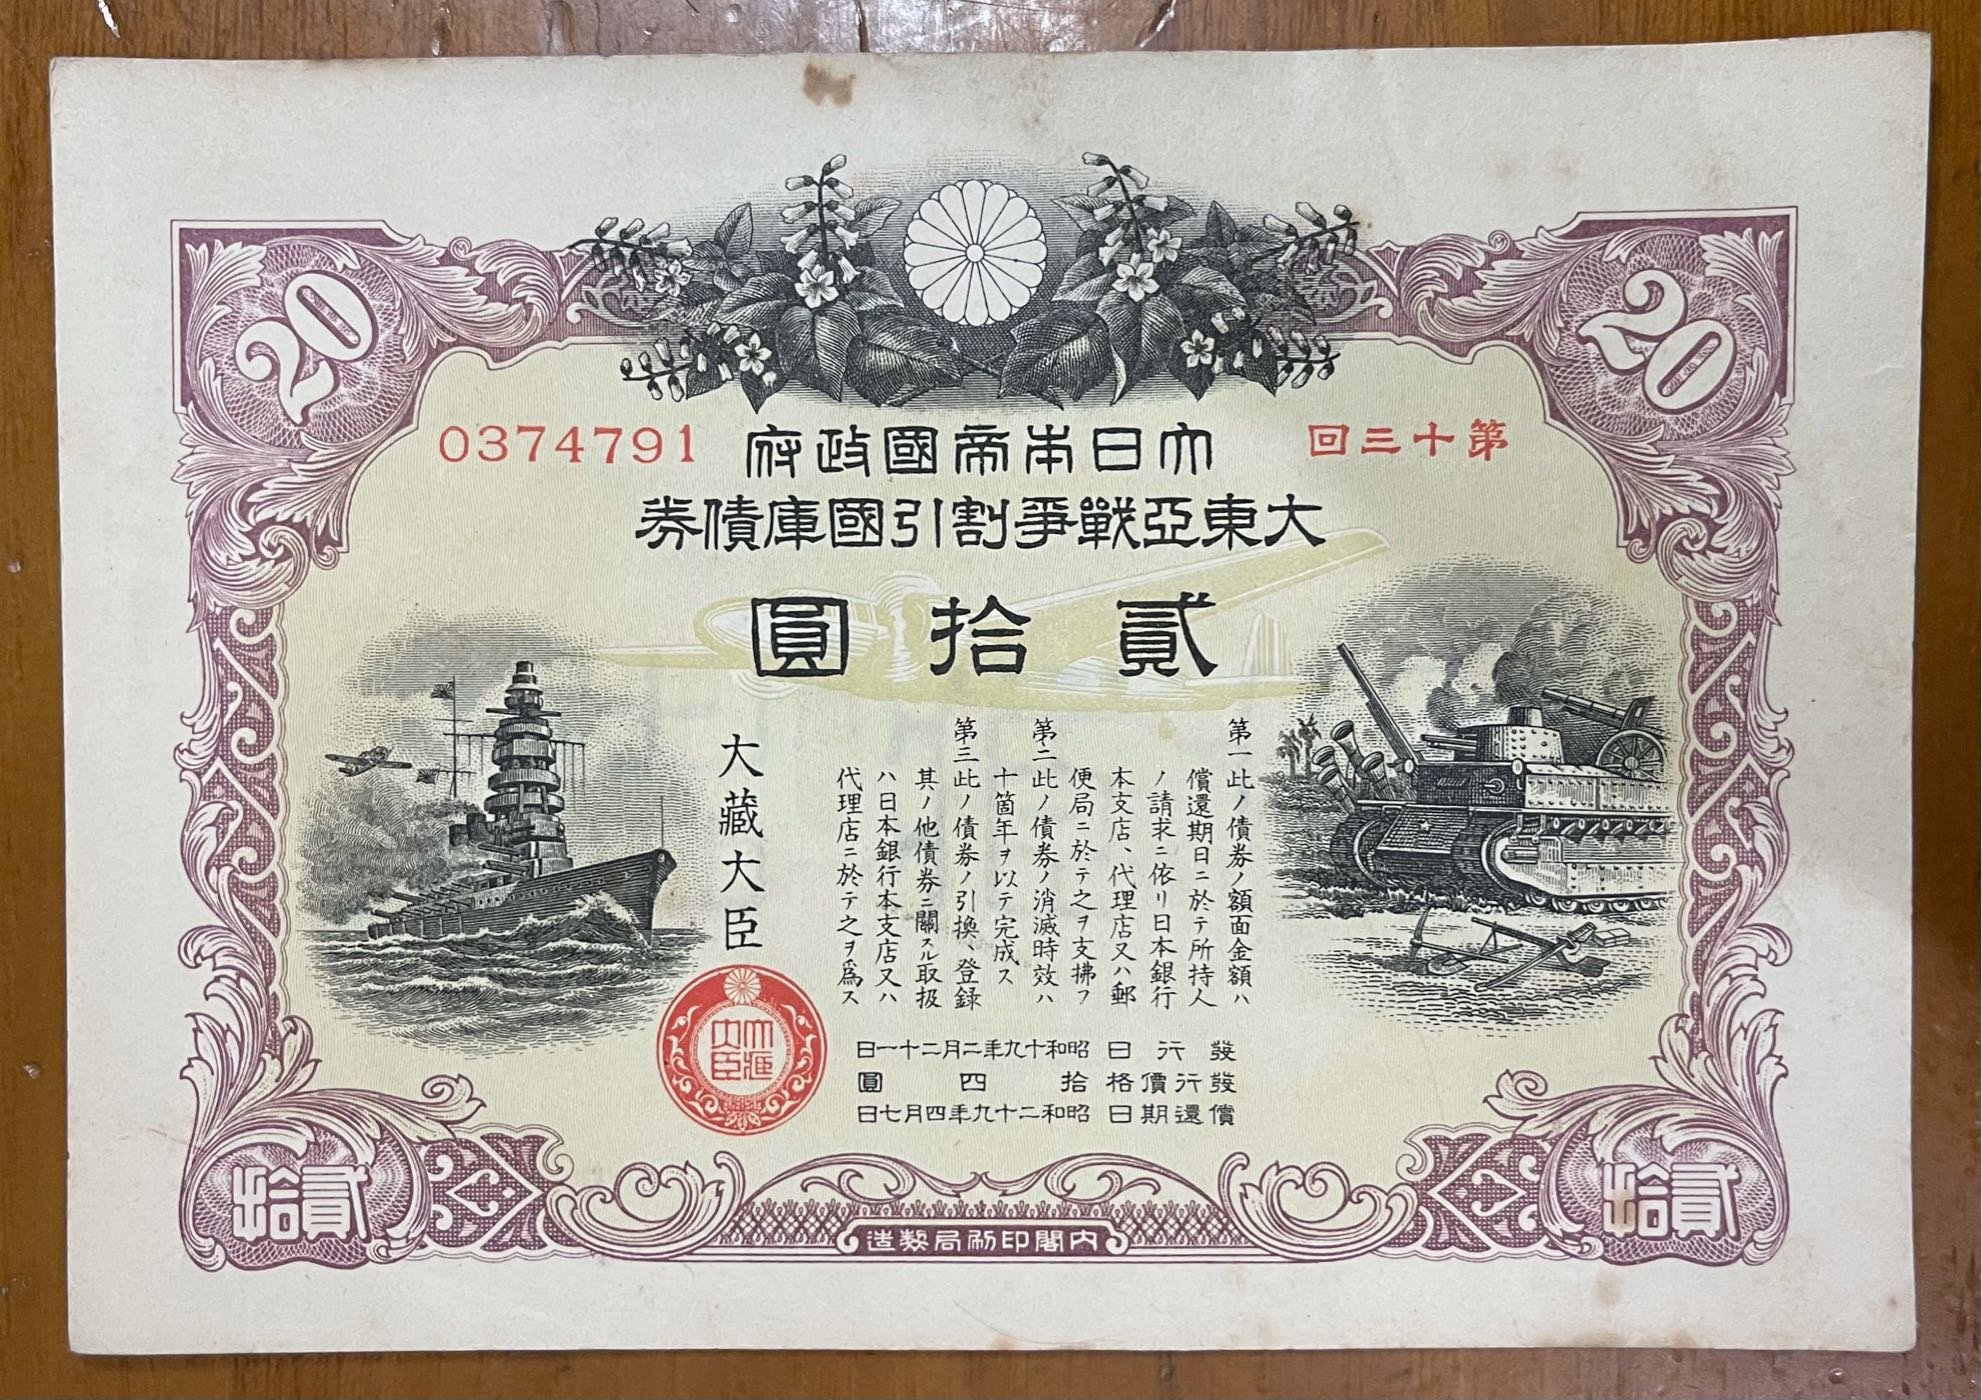 20
20
第十三回
0374791
大日本帝國政府
大東亞戰爭割引國庫債券
貳拾圓
第一此ノ債券ノ額面金額ハ
償還期日ニ於テ所持人
ノ請求ニ依リ日本銀行
本支店、代理店又ハ郵
便局ニ於テ之ヲ支拂フ
第二此ノ債券ノ消滅時效ハ
十箇年ヲ以テ完成ス
第三此ノ債券ノ引換、登錄
其ノ他債券ニ關スル取扱
ハ日本銀行本支店又ハ
代理店ニ於テ之ヲ爲ス
大藏大臣
大藏
大臣
發行日 昭和十九年二月二十一日
發行價格 拾四圓
償還期日 昭和二十九年四月七日
貳拾
貳拾
內閣印刷局製造